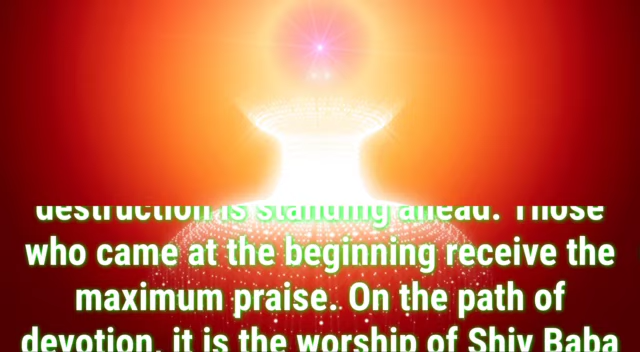 destruction is standing ahead. Those
who came at the beginning receive the
maximum praise. On the path of
devotion, it is the worship of Shiv Baba